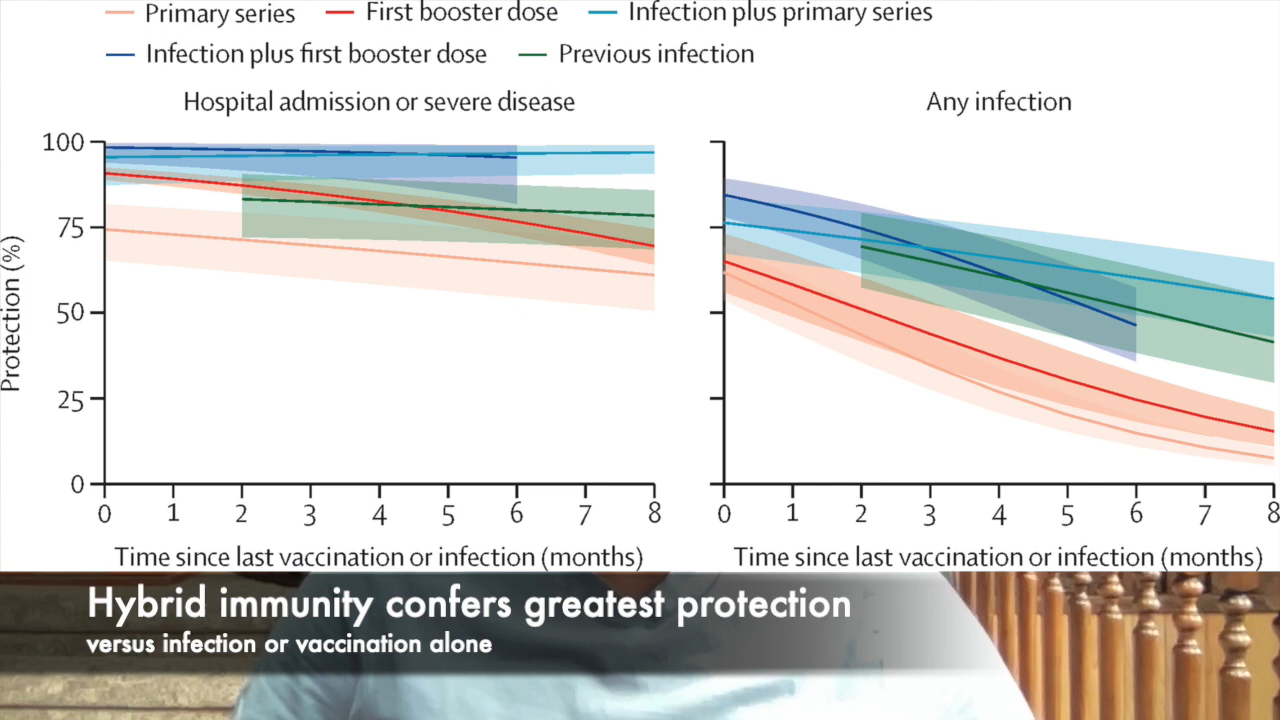 Primary series First booster dose Infection plus primary series
Infection plus first booster dose Previous infection
Hospital admission or severe disease Any infection
Protection (%)
100
75
50
25
0
0 1 2 3 4 5 6 7 8
0 1 2 3 4 5 6 7 8
Time since last vaccination or infection (months) Time since last vaccination or infection (months)
Hybrid immunity confers greatest protection
versus infection or vaccination alone